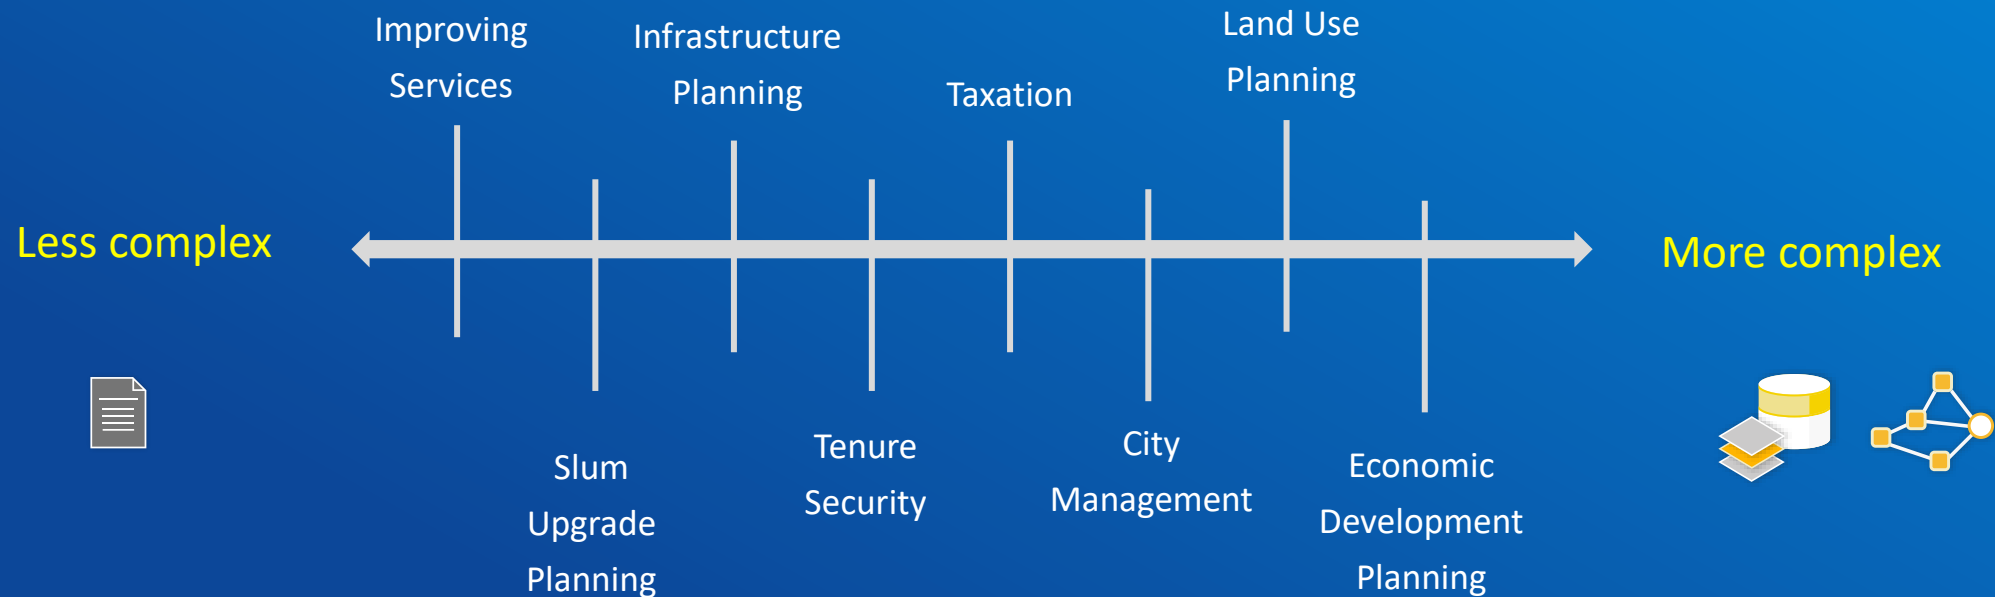 Improving
Services
Infrastructure
Planning
Taxation
Land Use
Planning
Less complex
More complex
Slum
Upgrade
Planning
Tenure
Security
City
Management
Economic
Development
Planning